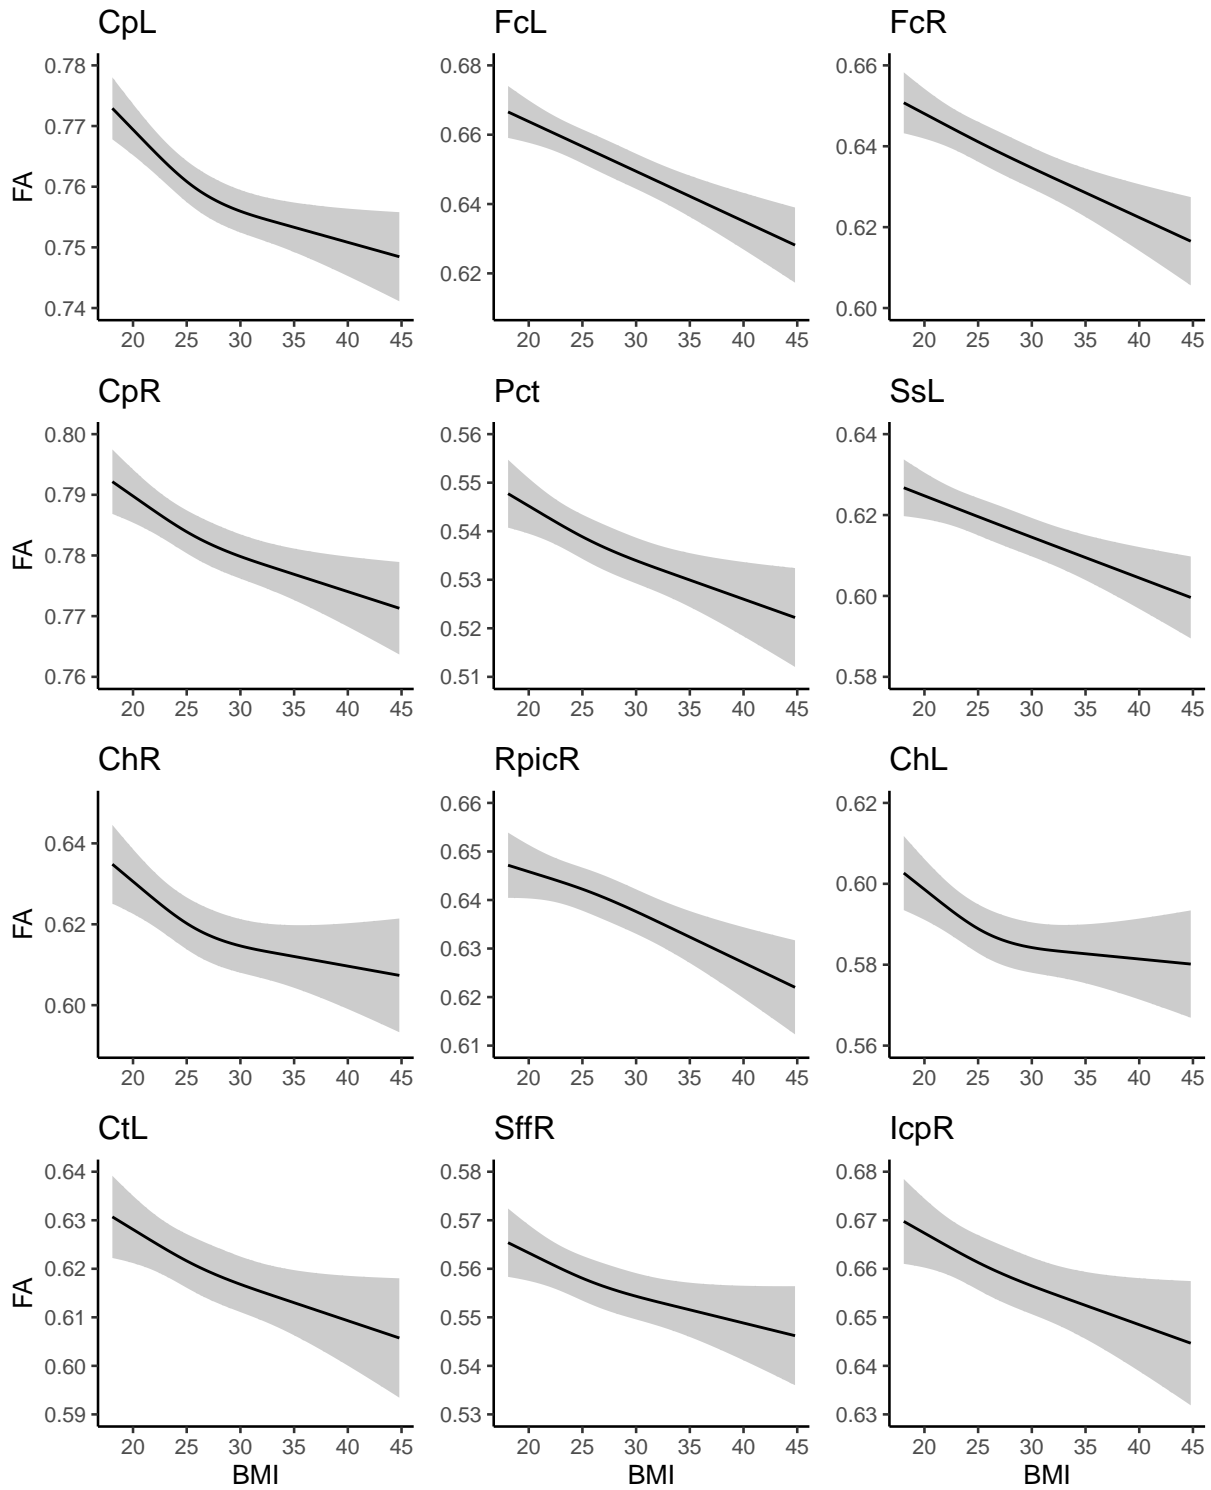 CpL FcL FcR
0.78 0.68 0.66
0.77
0.66
0.64
FA 0.76
0.64
0.75
0.62
0.62
0.74
0.60
20 25 30 35 40 45 20 25 30 35 40 45 20 25 30 35 40 45
CpR Pct SsL
0.80 0.56 0.64
0.55
0.79
0.62
0.54
FA 0.78
0.53
0.60
0.77
0.52
0.76 0.51 0.58
20 25 30 35 40 45 20 25 30 35 40 45 20 25 30 35 40 45
ChR RpicR ChL
0.66 0.62
0.64
0.65
0.60
0.64
FA 0.62
0.63
0.58
0.62
0.60
0.61 0.56
20 25 30 35 40 45 20 25 30 35 40 45 20 25 30 35 40 45
CtL SffR IcpR
0.64 0.58 0.68
0.63 0.57 0.67
0.62 0.56 0.66
FA
0.61 0.55 0.65
0.60 0.54 0.64
0.59 0.53 0.63
20 25 30 35 40 45 20 25 30 35 40 45 20 25 30 35 40 45
BMI BMI BMI